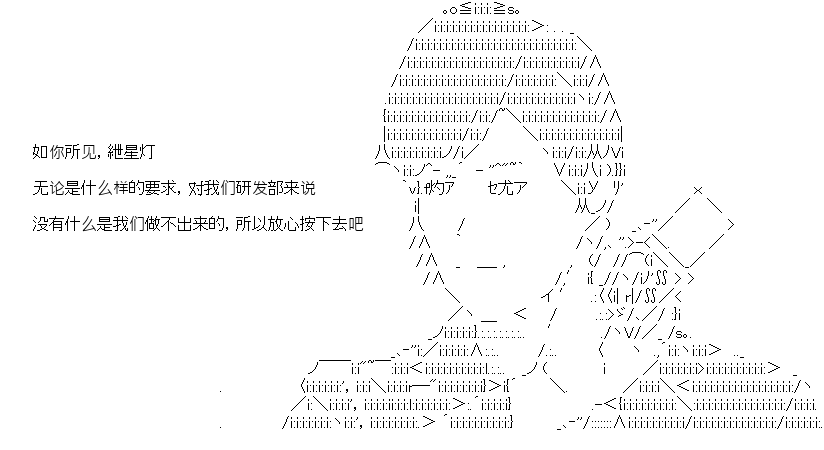 如你所见，紲星灯
无论是什么样的要求，对我们研发部来说
没有什么是我们做不出来的，所以放心按下去吧